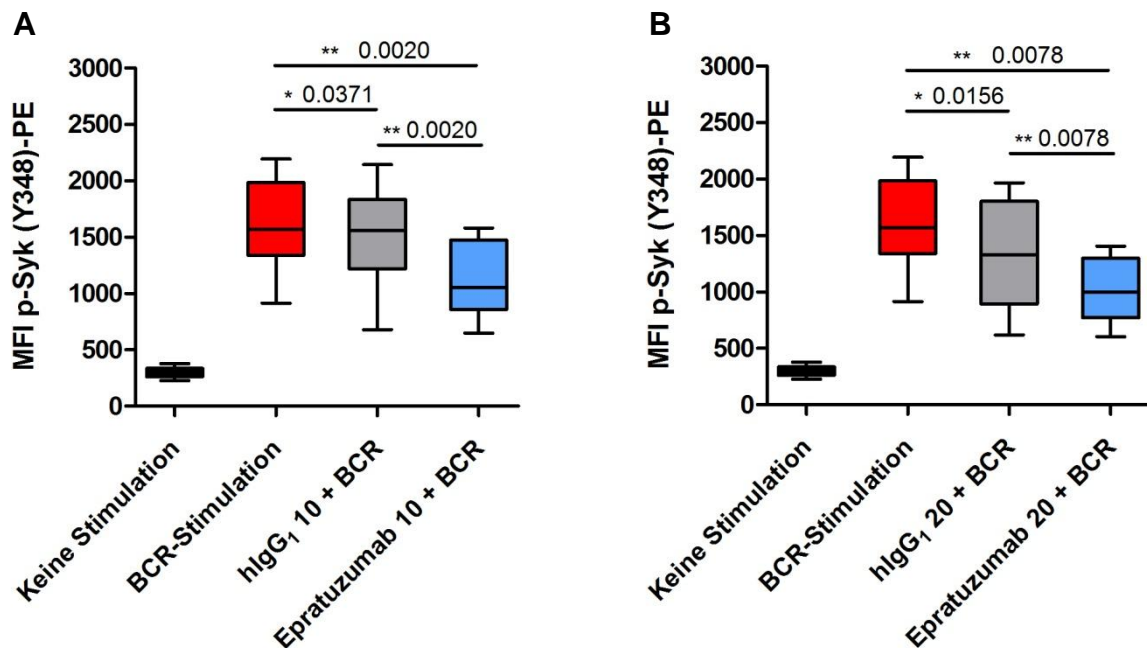 A
** 0.0020
* 0.0371
** 0.0020
MFI p-Syk (Y348)-PE
3000
2500
2000
1500
1000
500
0
Keine Stimulation
BCR-Stimulation
hIgG₁ 10 + BCR
Epratuzumab 10 + BCR
B
** 0.0078
* 0.0156
** 0.0078
MFI p-Syk (Y348)-PE
3000
2500
2000
1500
1000
500
0
Keine Stimulation
BCR-Stimulation
hIgG₁ 20 + BCR
Epratuzumab 20 + BCR